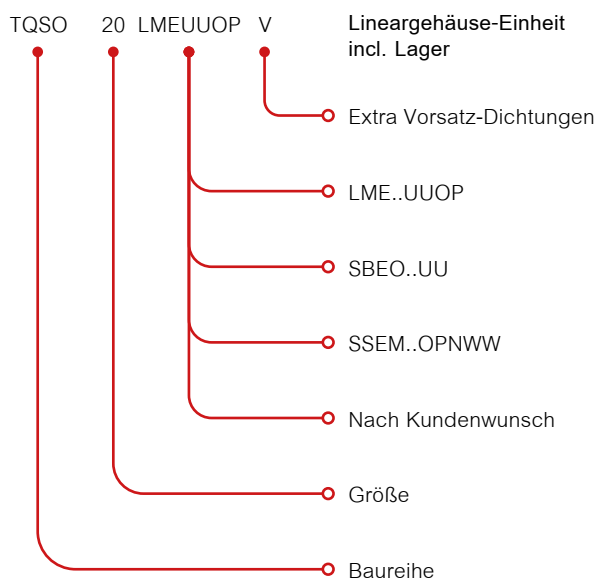 TQSO 20 LMEUUOP V
Lineargehäuse-Einheit
incl. Lager
Extra Vorsatz-Dichtungen
LME..UUOP
SBEO..UU
SSEM..OPNWW
Nach Kundenwunsch
Größe
Baureihe